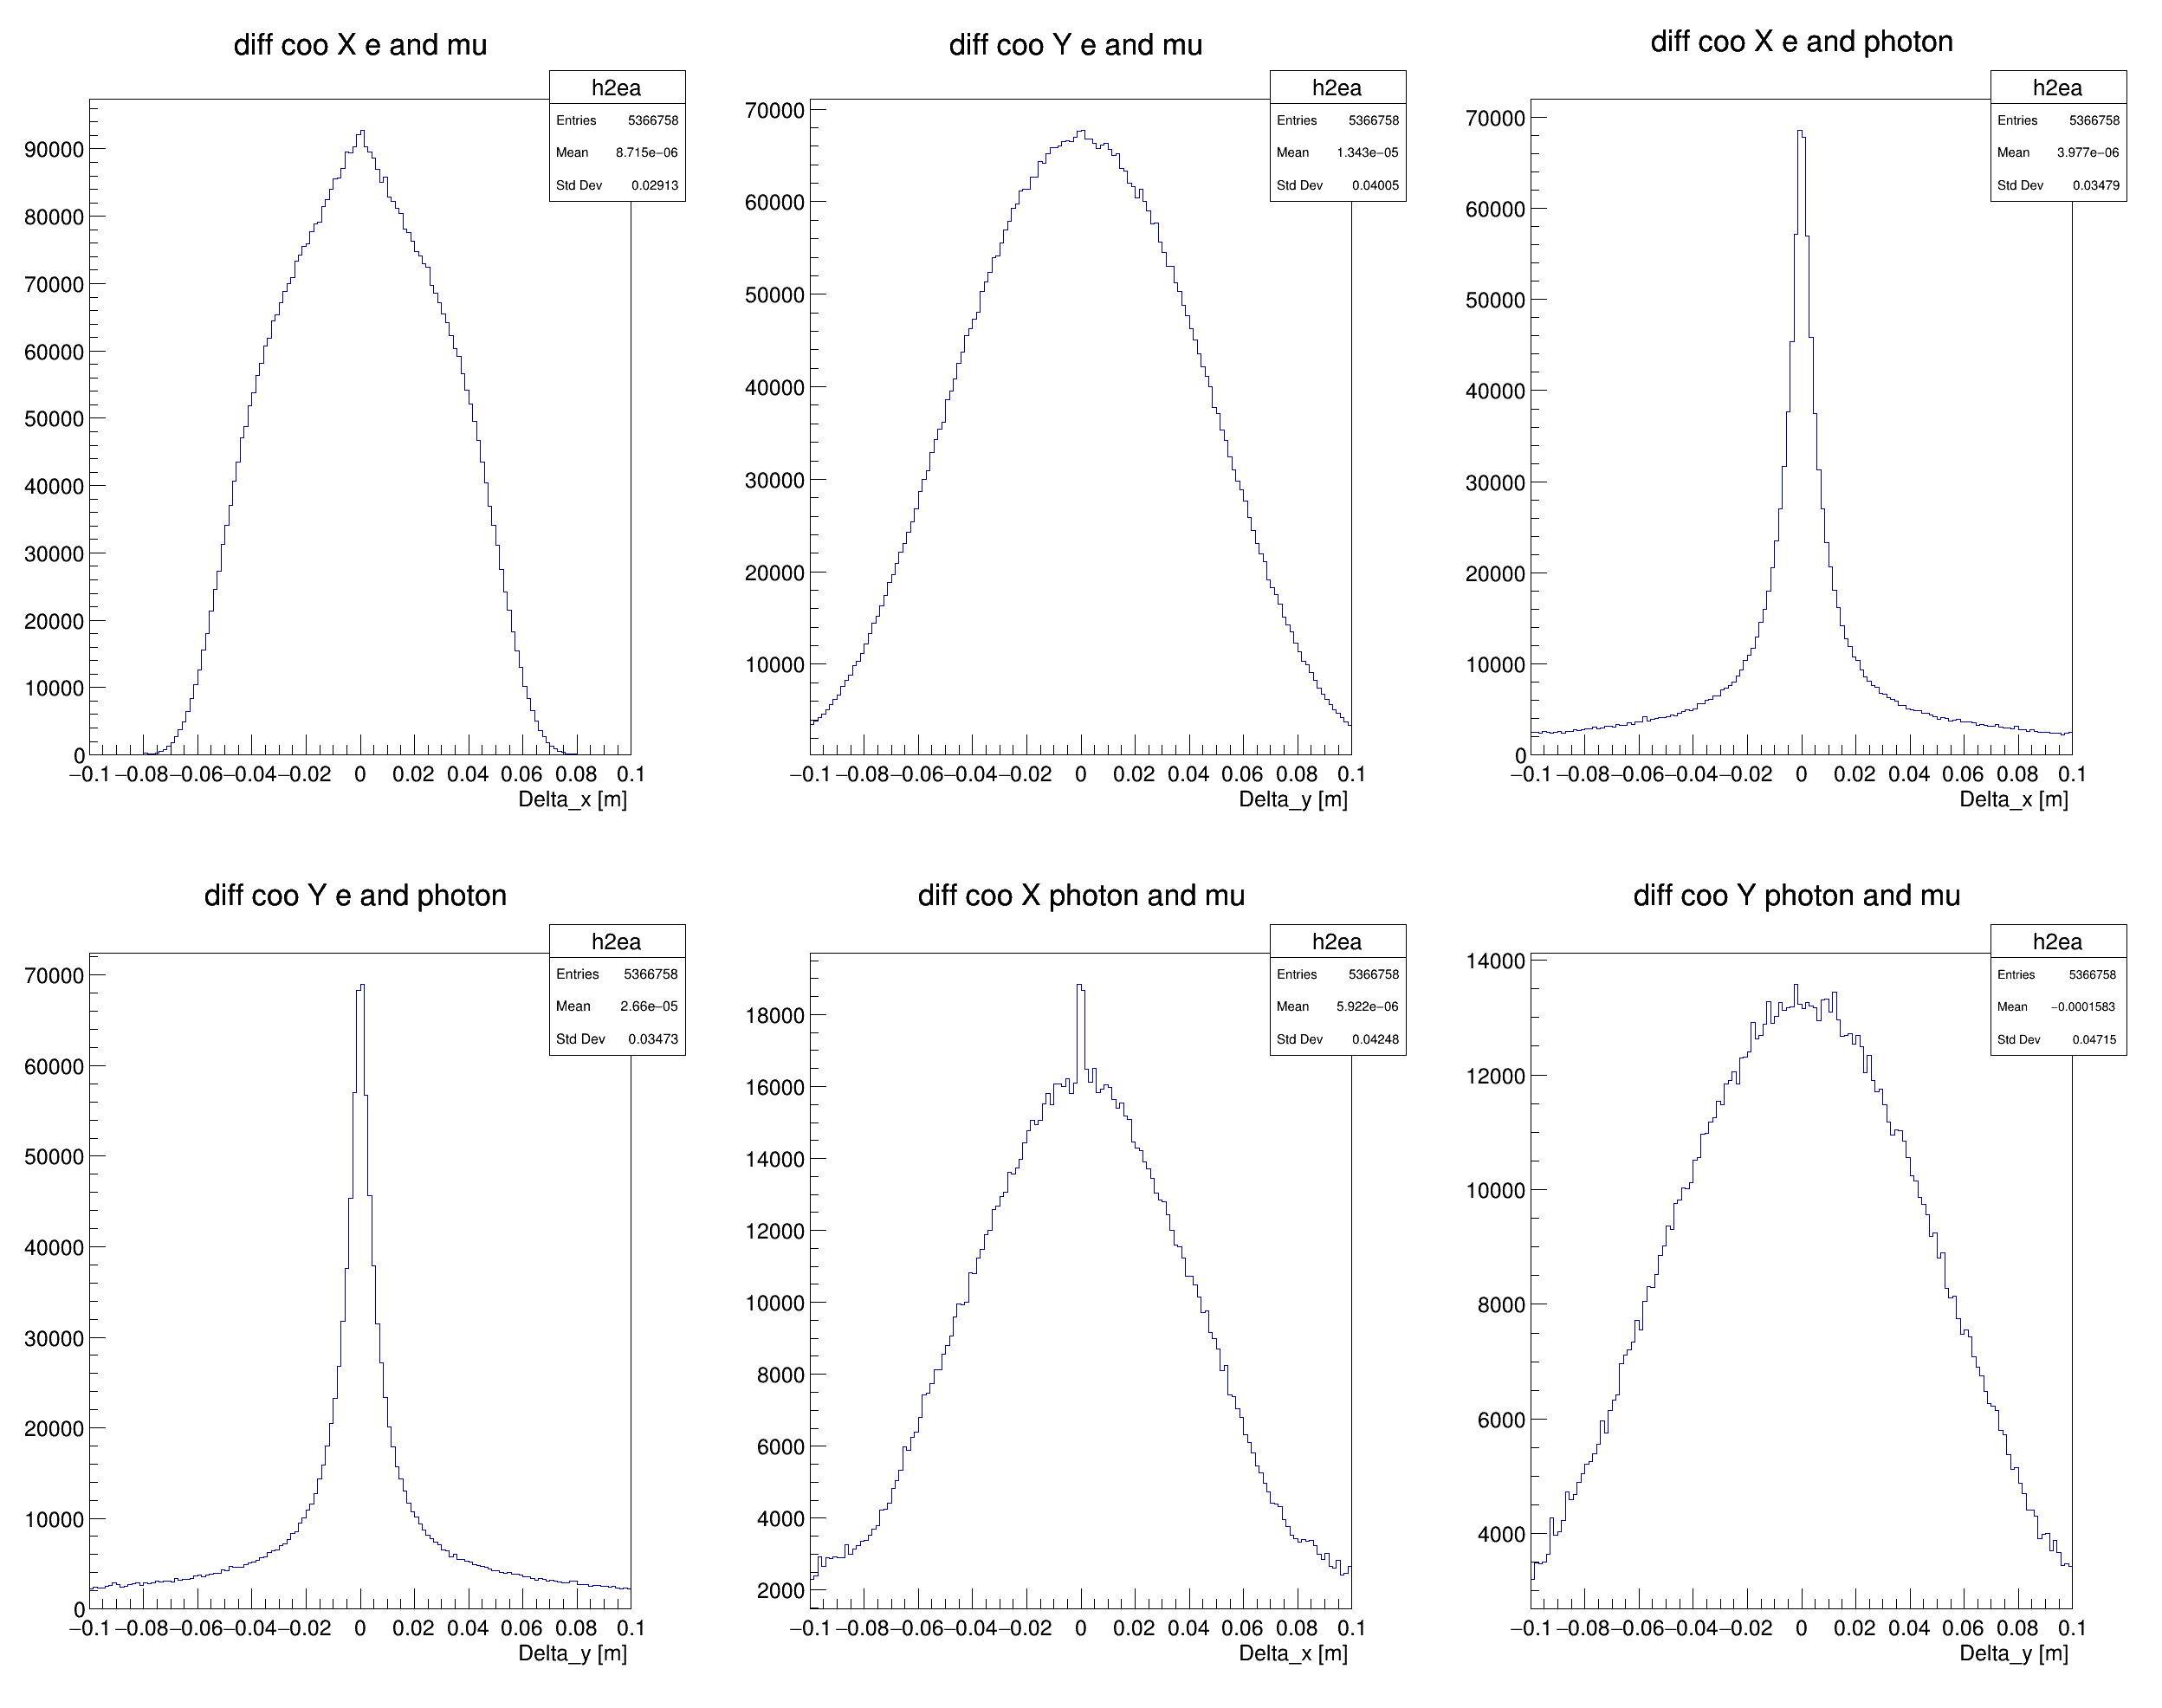 diff coo X e and mu
h2ea
Entries 5366758
Mean 8.715e−06
Std Dev 0.02913
90000
80000
70000
60000
50000
40000
30000
20000
10000
0
−0.1 −0.08 −0.06 −0.04 −0.02 0 0.02 0.04 0.06 0.08 0.1
Delta_x [m]
diff coo Y e and mu
h2ea
Entries 5366758
Mean 1.343e−05
Std Dev 0.04005
70000
60000
50000
40000
30000
20000
10000
−0.1 −0.08 −0.06 −0.04 −0.02 0 0.02 0.04 0.06 0.08 0.1
Delta_y [m]
diff coo X e and photon
h2ea
Entries 5366758
Mean 3.977e−06
Std Dev 0.03479
70000
60000
50000
40000
30000
20000
10000
0
−0.1 −0.08 −0.06 −0.04 −0.02 0 0.02 0.04 0.06 0.08 0.1
Delta_x [m]
diff coo Y e and photon
h2ea
Entries 5366758
Mean 2.66e−05
Std Dev 0.03473
70000
60000
50000
40000
30000
20000
10000
0
−0.1 −0.08 −0.06 −0.04 −0.02 0 0.02 0.04 0.06 0.08 0.1
Delta_y [m]
diff coo X photon and mu
h2ea
Entries 5366758
Mean 5.922e−06
Std Dev 0.04248
18000
16000
14000
12000
10000
8000
6000
4000
2000
−0.1 −0.08 −0.06 −0.04 −0.02 0 0.02 0.04 0.06 0.08 0.1
Delta_x [m]
diff coo Y photon and mu
h2ea
Entries 5366758
Mean −0.0001583
Std Dev 0.04715
14000
12000
10000
8000
6000
4000
−0.1 −0.08 −0.06 −0.04 −0.02 0 0.02 0.04 0.06 0.08 0.1
Delta_y [m]